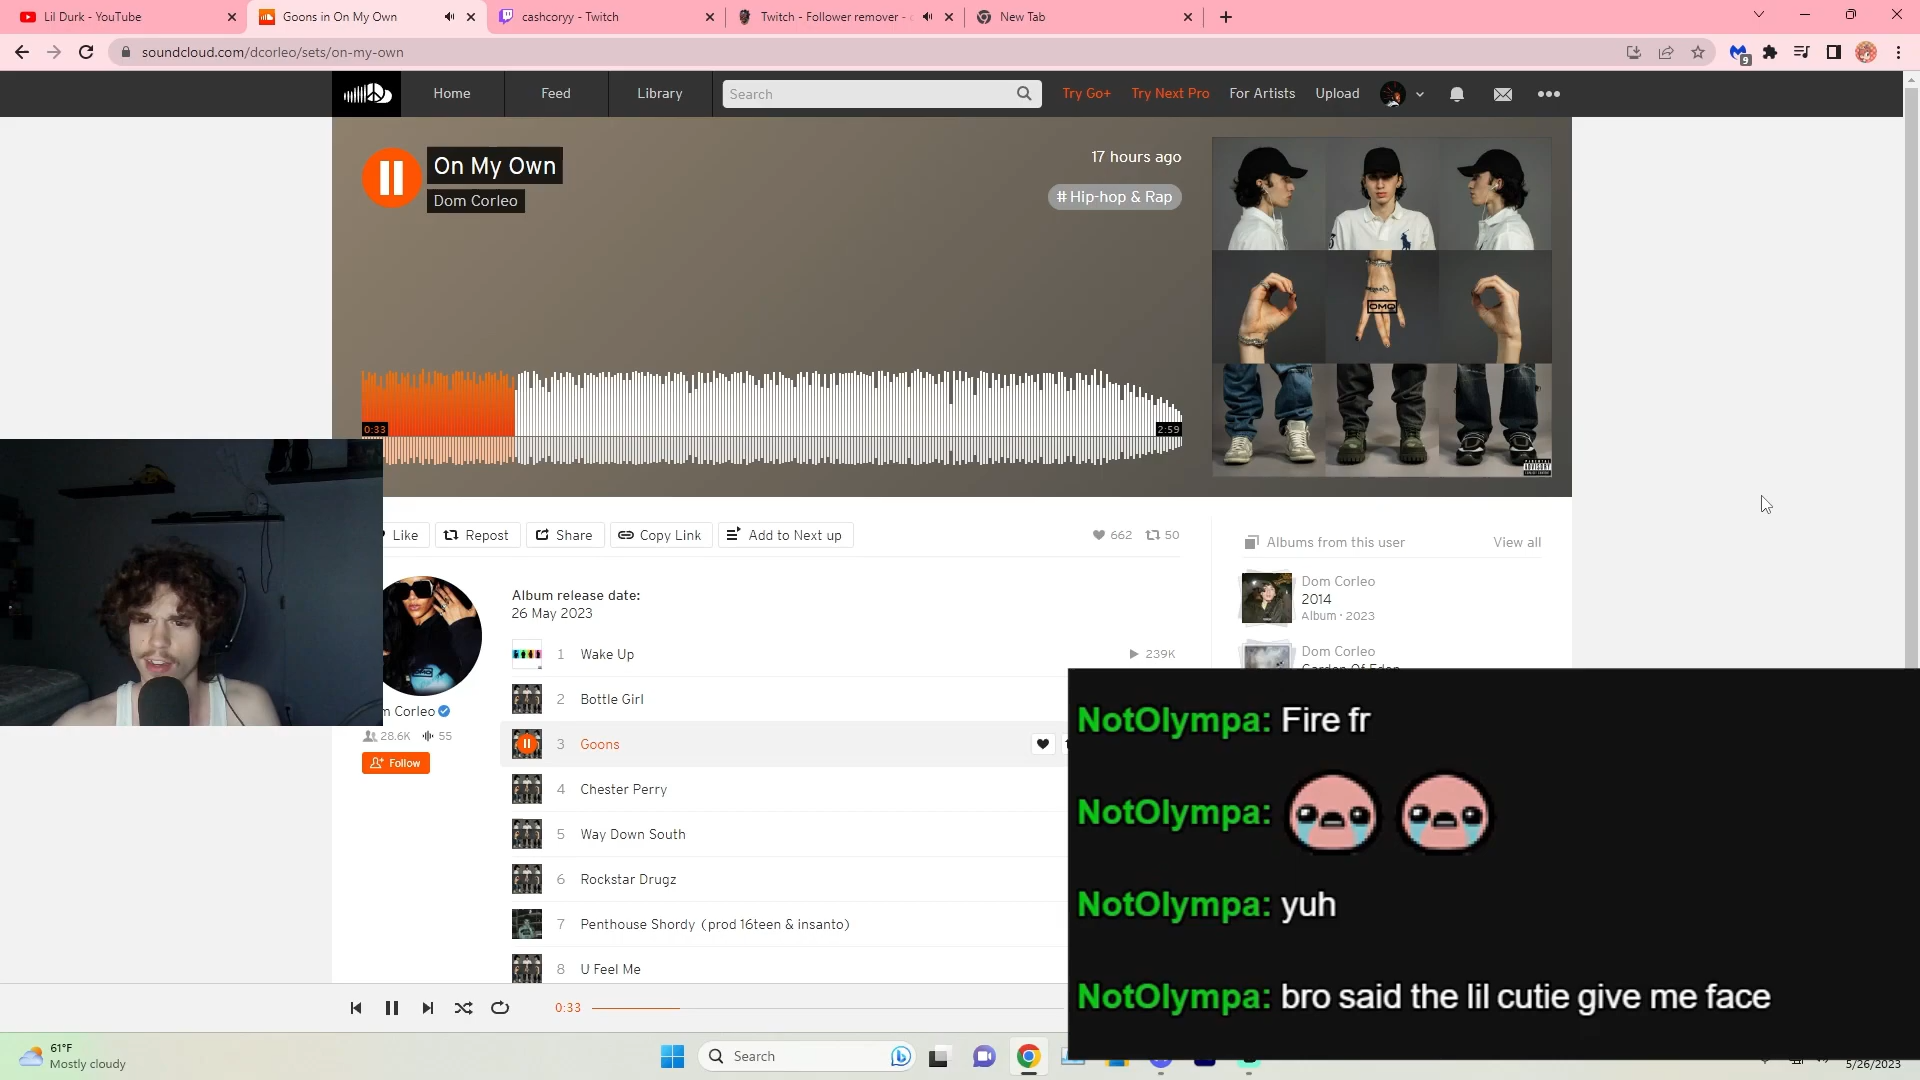 Lil Durk - YouTube
Goons in On My Own
cashcoryy - Twitch
Twitch - Follower remover -
New Tab
soundcloud.com/dcorleo/sets/on-my-own
9
Home
Feed
Library
Search
Try Go+
Try Next Pro
For Artists
Upload
On My Own
Dom Corleo
17 hours ago
# Hip-hop & Rap
OMO
0:33
2:59
Like
Repost
Share
Copy Link
Add to Next up
662
50
Albums from this user
View all
Dom Corleo
2014
Album · 2023
Dom Corleo
Garden Of Eden
m Corleo
28.6K
55
Follow
Album release date:
26 May 2023
1 Wake Up
239K
2 Bottle Girl
3 Goons
4 Chester Perry
5 Way Down South
6 Rockstar Drugz
7 Penthouse Shordy (prod 16teen & insanto)
8 U Feel Me
NotOlympa: Fire fr
NotOlympa:
NotOlympa: yuh
NotOlympa: bro said the lil cutie give me face
0:33
61°F
Mostly cloudy
Search
5/26/2023